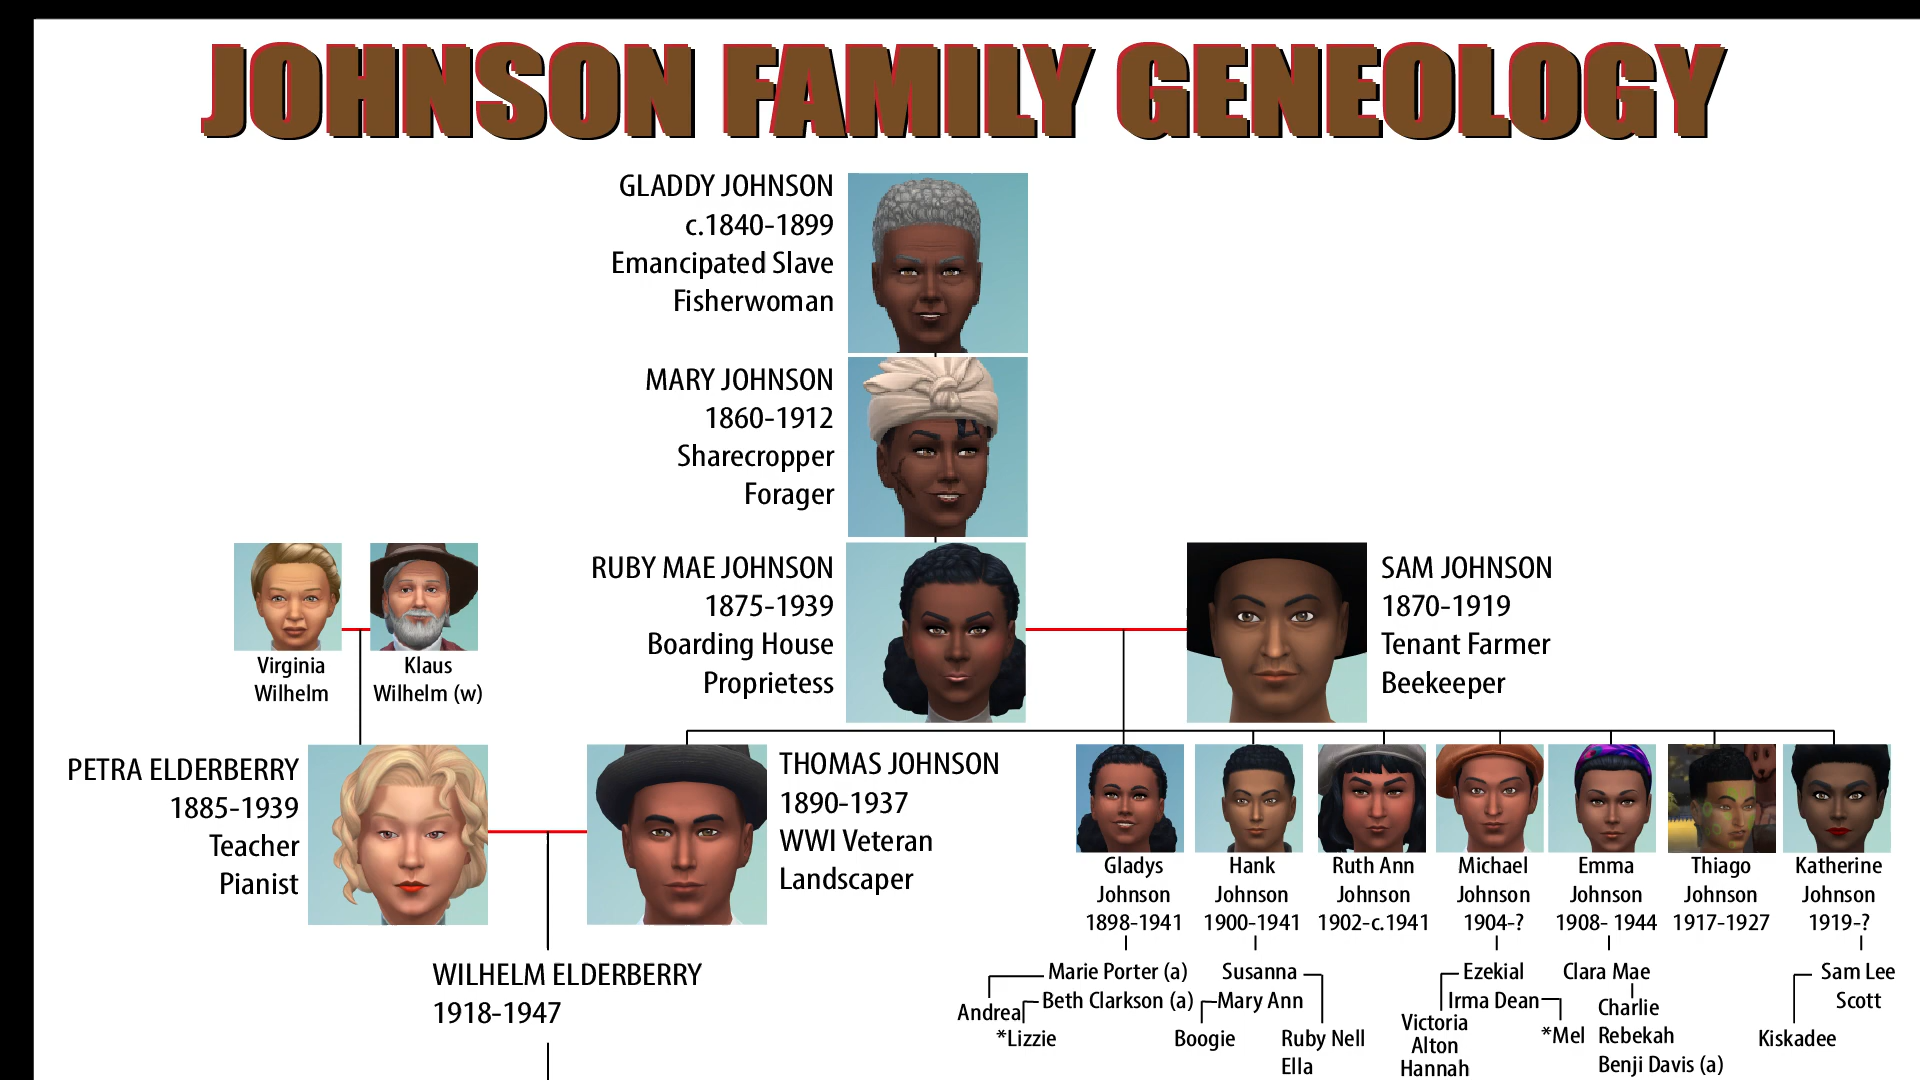 JOHNSON FAMILY GENEOLOGY
GLADDY JOHNSON
c.1840-1899
Emancipated Slave
Fisherwoman
MARY JOHNSON
1860-1912
Sharecropper
Forager
RUBY MAE JOHNSON
1875-1939
Boarding House
Proprietess
SAM JOHNSON
1870-1919
Tenant Farmer
Beekeeper
Virginia
Wilhelm
Klaus
Wilhelm (w)
PETRA ELDERBERRY
1885-1939
Teacher
Pianist
THOMAS JOHNSON
1890-1937
WWI Veteran
Landscaper
Gladys
Johnson
1898-1941
Hank
Johnson
1900-1941
Ruth Ann
Johnson
1902-c.1941
Michael
Johnson
1904-?
Emma
Johnson
1908- 1944
Thiago
Johnson
1917-1927
Katherine
Johnson
1919-?
WILHELM ELDERBERRY
1918-1947
Marie Porter (a)
Beth Clarkson (a)
Andrea
*Lizzie
Susanna
Mary Ann
Boogie
Ruby Nell
Ella
Ezekial
Irma Dean
Victoria
Alton
Hannah
*Mel
Clara Mae
Charlie
Rebekah
Benji Davis (a)
Sam Lee
Scott
Kiskadee